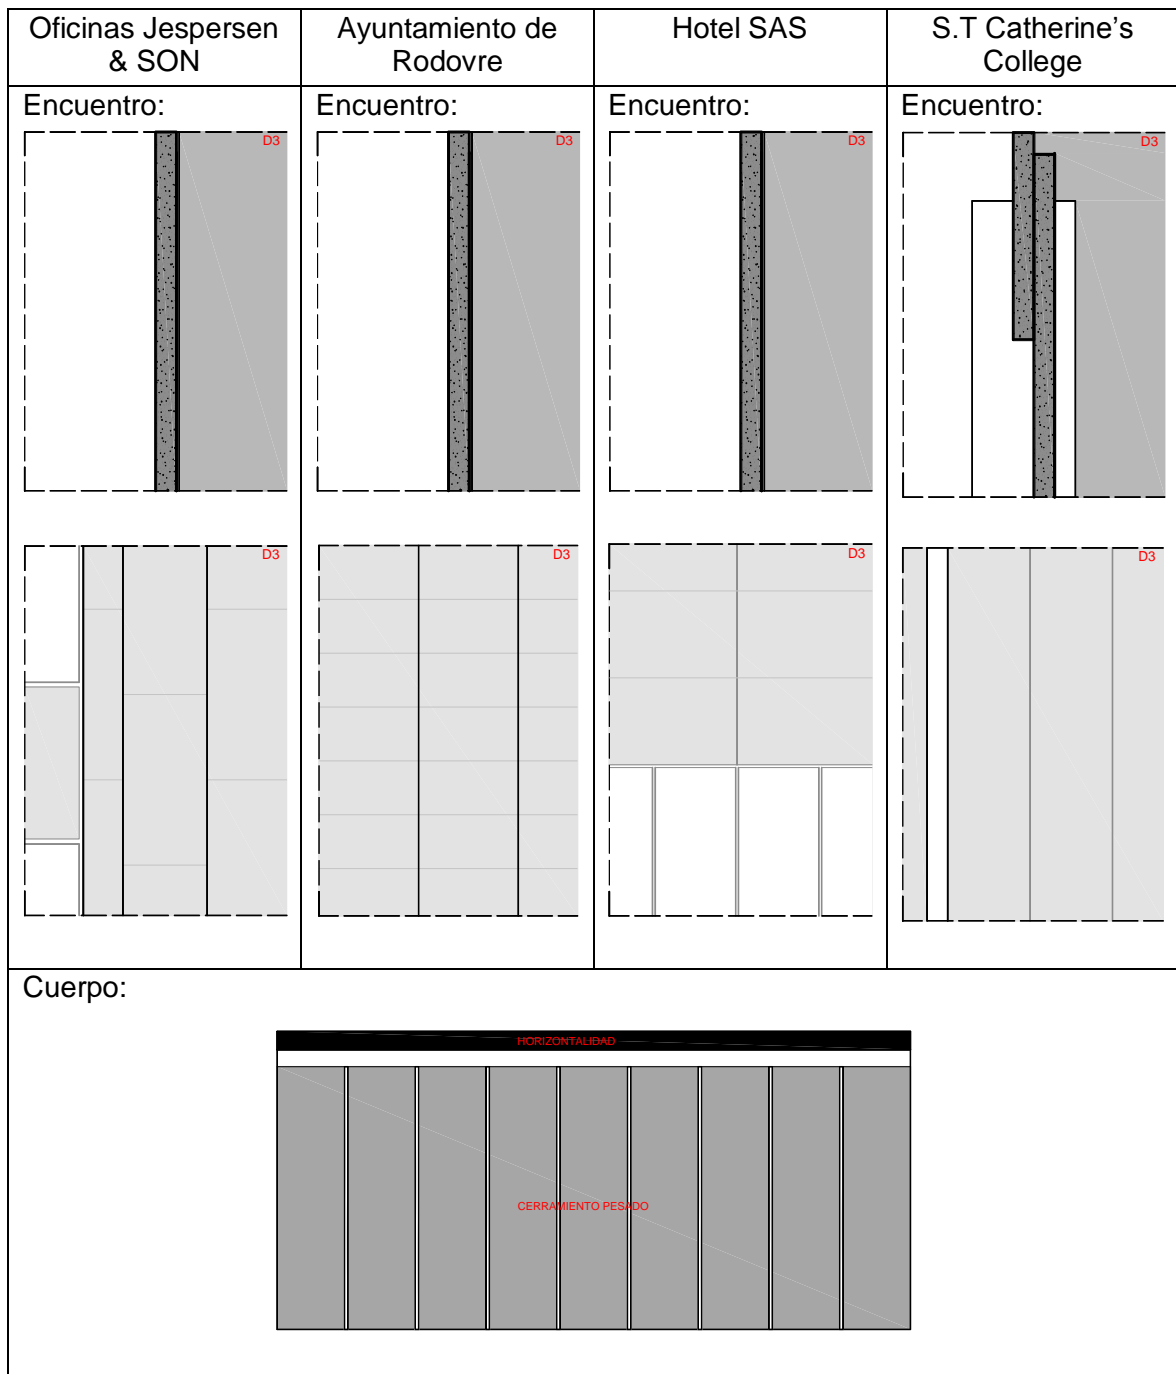 Oficinas Jespersen
& SON
Ayuntamiento de
Rodovre
Hotel SAS
S.T Catherine's
College
Encuentro:
Encuentro:
Encuentro:
Encuentro:
D3
D3
D3
D3
D3
D3
D3
D3
Cuerpo:
HORIZONTALIDAD
CERRAMIENTO PESADO